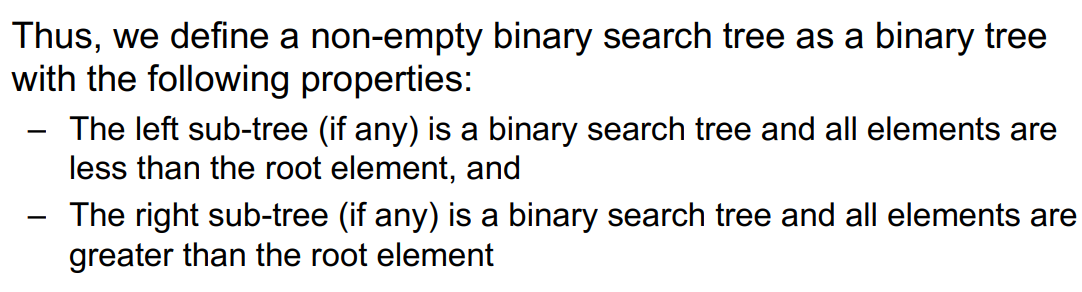 Thus, we define a non-empty binary search tree as a binary tree
with the following properties:
– The left sub-tree (if any) is a binary search tree and all elements are
less than the root element, and
– The right sub-tree (if any) is a binary search tree and all elements are
greater than the root element